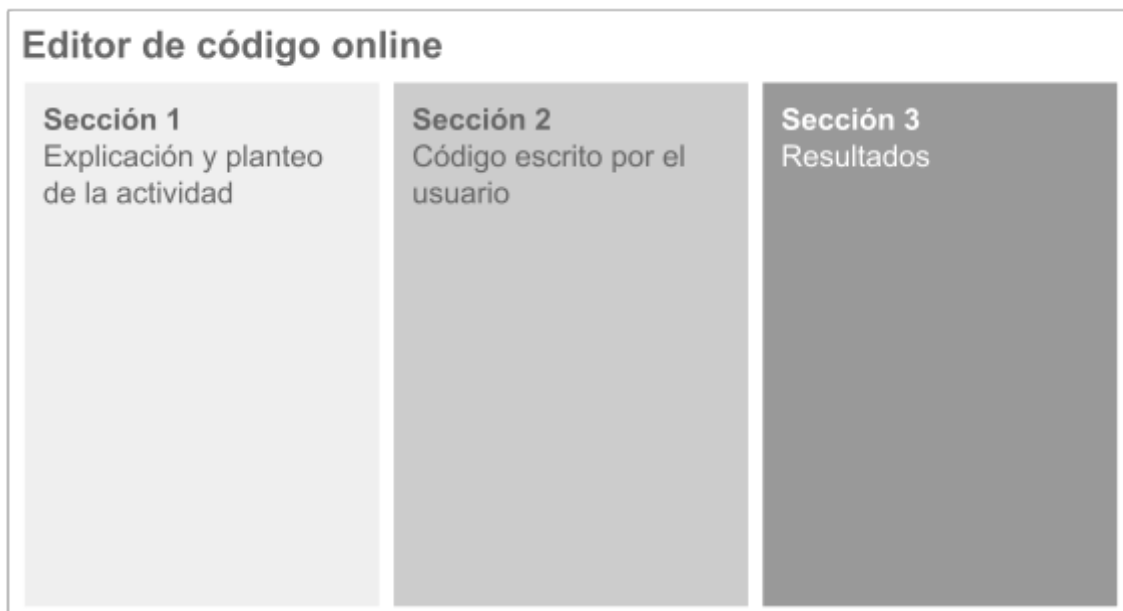 Editor de código online
Sección 1
Explicación y planteo
de la actividad
Sección 2
Código escrito por el
usuario
Sección 3
Resultados